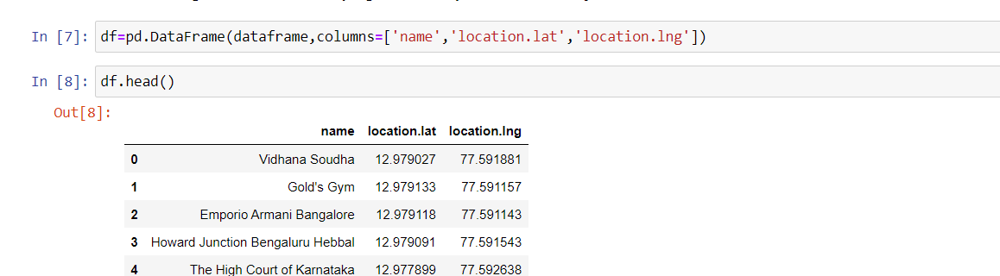 In [7]: df=pd.DataFrame(dataframe,columns=['name','location.lat','location.lng'])
In [8]: df.head()
Out[8]:
name location.lat location.lng
0 Vidhana Soudha 12.979027 77.591881
1 Gold's Gym 12.979133 77.591157
2 Emporio Armani Bangalore 12.979118 77.591143
3 Howard Junction Bengaluru Hebbal 12.979091 77.591543
4 The High Court of Karnataka 12.977899 77.592638